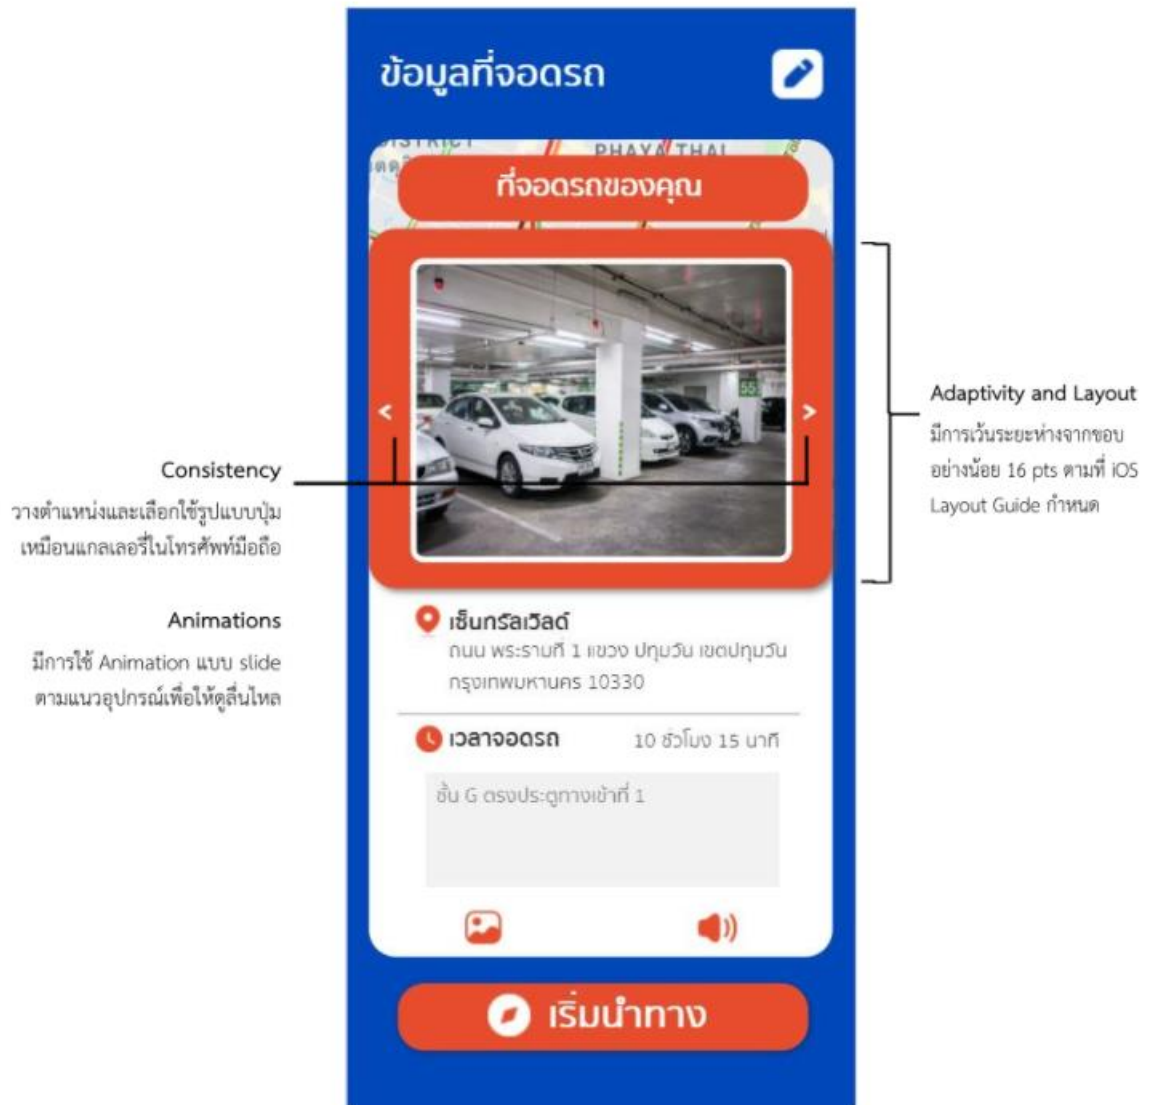 ข้อมูลที่จอดรถ
PHAYA THAI
ที่จอดรถของคุณ
55
<
>
Consistency
วางตำแหน่งและเลือกใช้รูปแบบปุ่ม
เหมือนแกลเลอรี่ในโทรศัพท์มือถือ
Animations
มีการใช้ Animation แบบ slide
ตามแนวอุปกรณ์เพื่อให้ดูลื่นไหล
Adaptivity and Layout
มีการเว้นระยะห่างจากขอบ
อย่างน้อย 16 pts ตามที่ iOS
Layout Guide กำหนด
เซ็นทรัลเวิลด์
ถนน พระรามที่ 1 แขวง ปทุมวัน เขตปทุมวัน
กรุงเทพมหานคร 10330
เวลาจอดรถ 10 ชั่วโมง 15 นาที
ชั้น G ตรงประตูทางเข้าที่ 1
เริ่มนำทาง